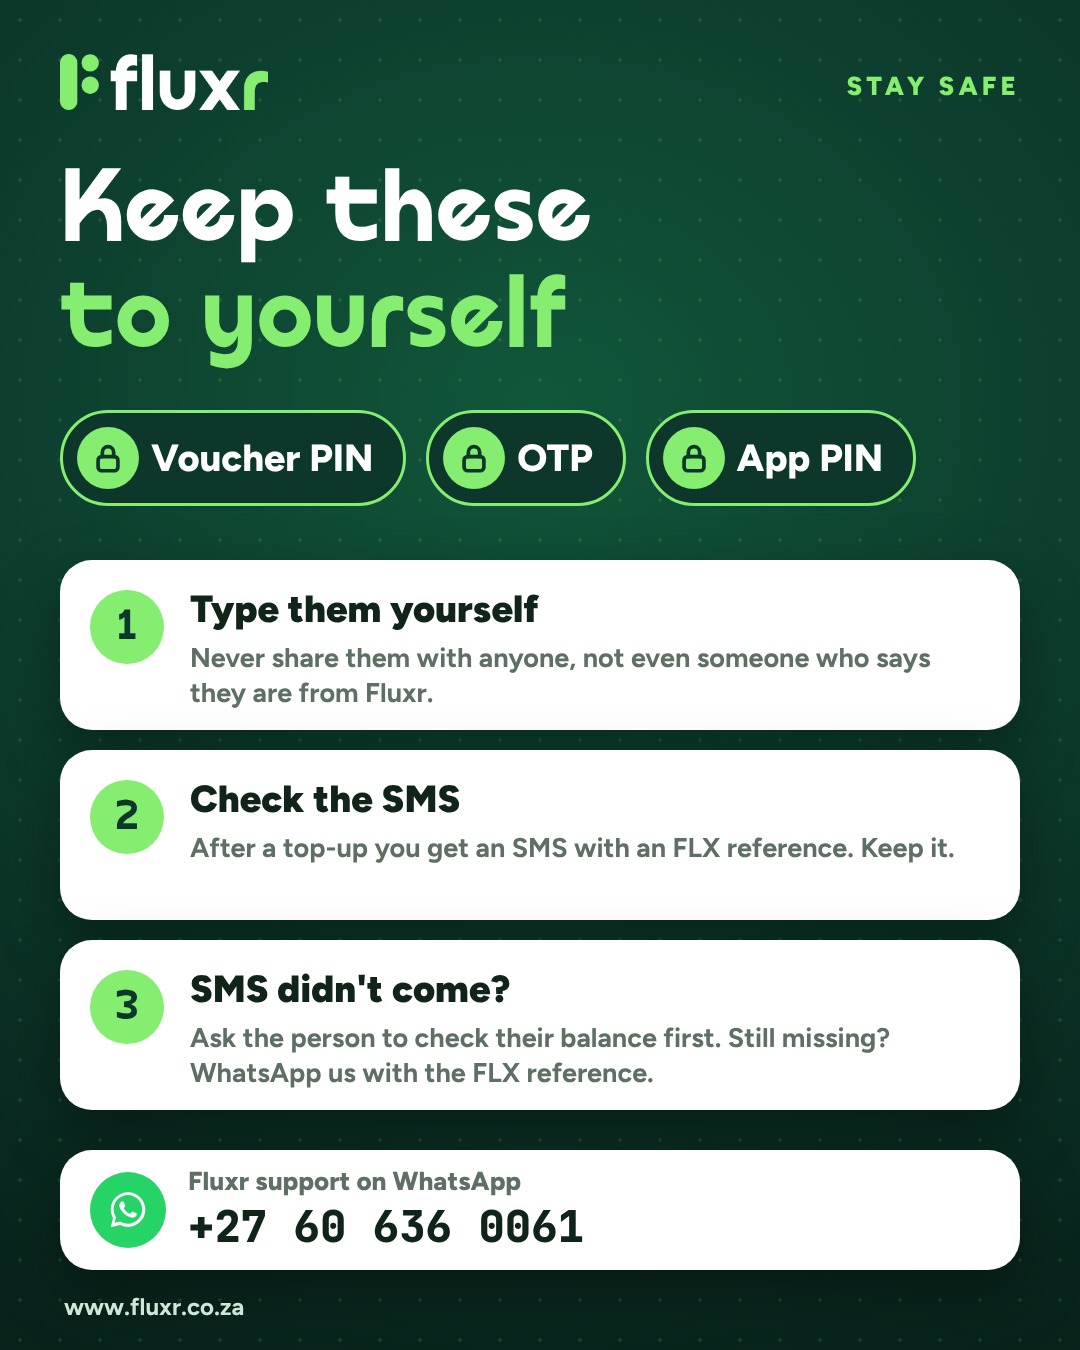 fluxr
STAY SAFE
Keep these
to yourself
Voucher PIN
OTP
App PIN
1
Type them yourself
Never share them with anyone, not even someone who says
they are from Fluxr.
2
Check the SMS
After a top-up you get an SMS with an FLX reference. Keep it.
3
SMS didn't come?
Ask the person to check their balance first. Still missing?
WhatsApp us with the FLX reference.
Fluxr support on WhatsApp
+27 60 636 0061
www.fluxr.co.za